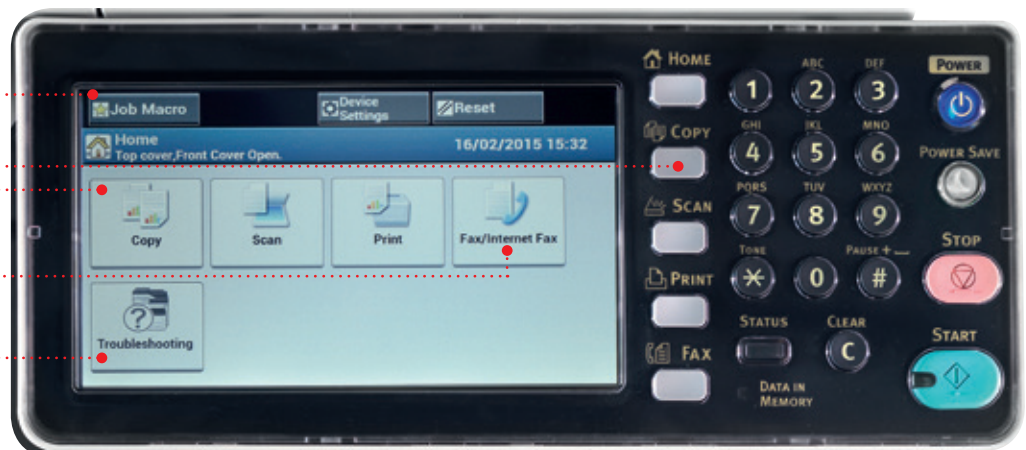 Job Macro
Device
Settings
Reset
Home
Top cover,Front Cover Open.
16/02/2015 15:32
Copy
Scan
Print
Fax/Internet Fax
Troubleshooting
HOME
COPY
SCAN
PRINT
FAX
ABC
DEF
1
2
3
GHI
JKL
MNO
4
5
6
PQRS
TUV
WXYZ
7
8
9
TONE
PAUSE +
*
0
#
STATUS
CLEAR
C
DATA IN
MEMORY
POWER
POWER SAVE
STOP
START